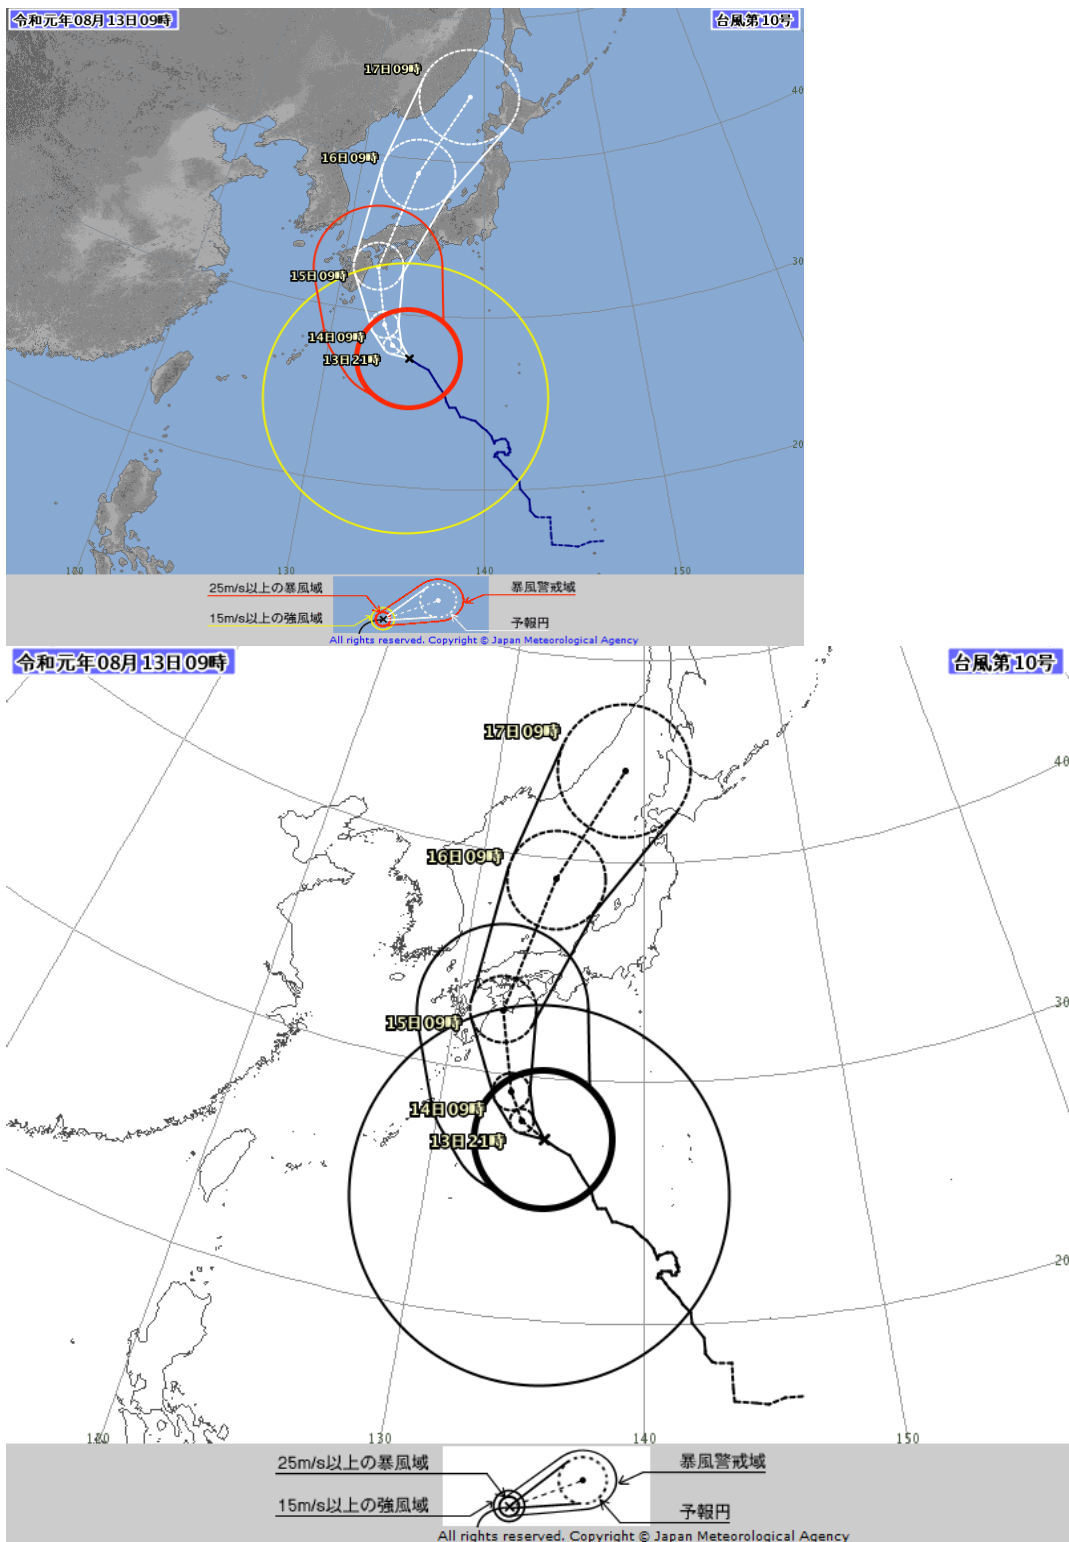 令和元年08月13日09時
台風第10号
17日09時
40
16日09時
30
15日09時
14日09時
13日21時
20
120
130
140
150
25m/s以上の暴風域
暴風警戒域
15m/s以上の強風域
予報円
All rights reserved. Copyright © Japan Meteorological Agency
令和元年08月13日09時
台風第10号
17日09時
40
16日09時
30
15日09時
14日09時
13日21時
20
120
130
140
150
25m/s以上の暴風域
暴風警戒域
15m/s以上の強風域
予報円
All rights reserved. Copyright © Japan Meteorological Agency